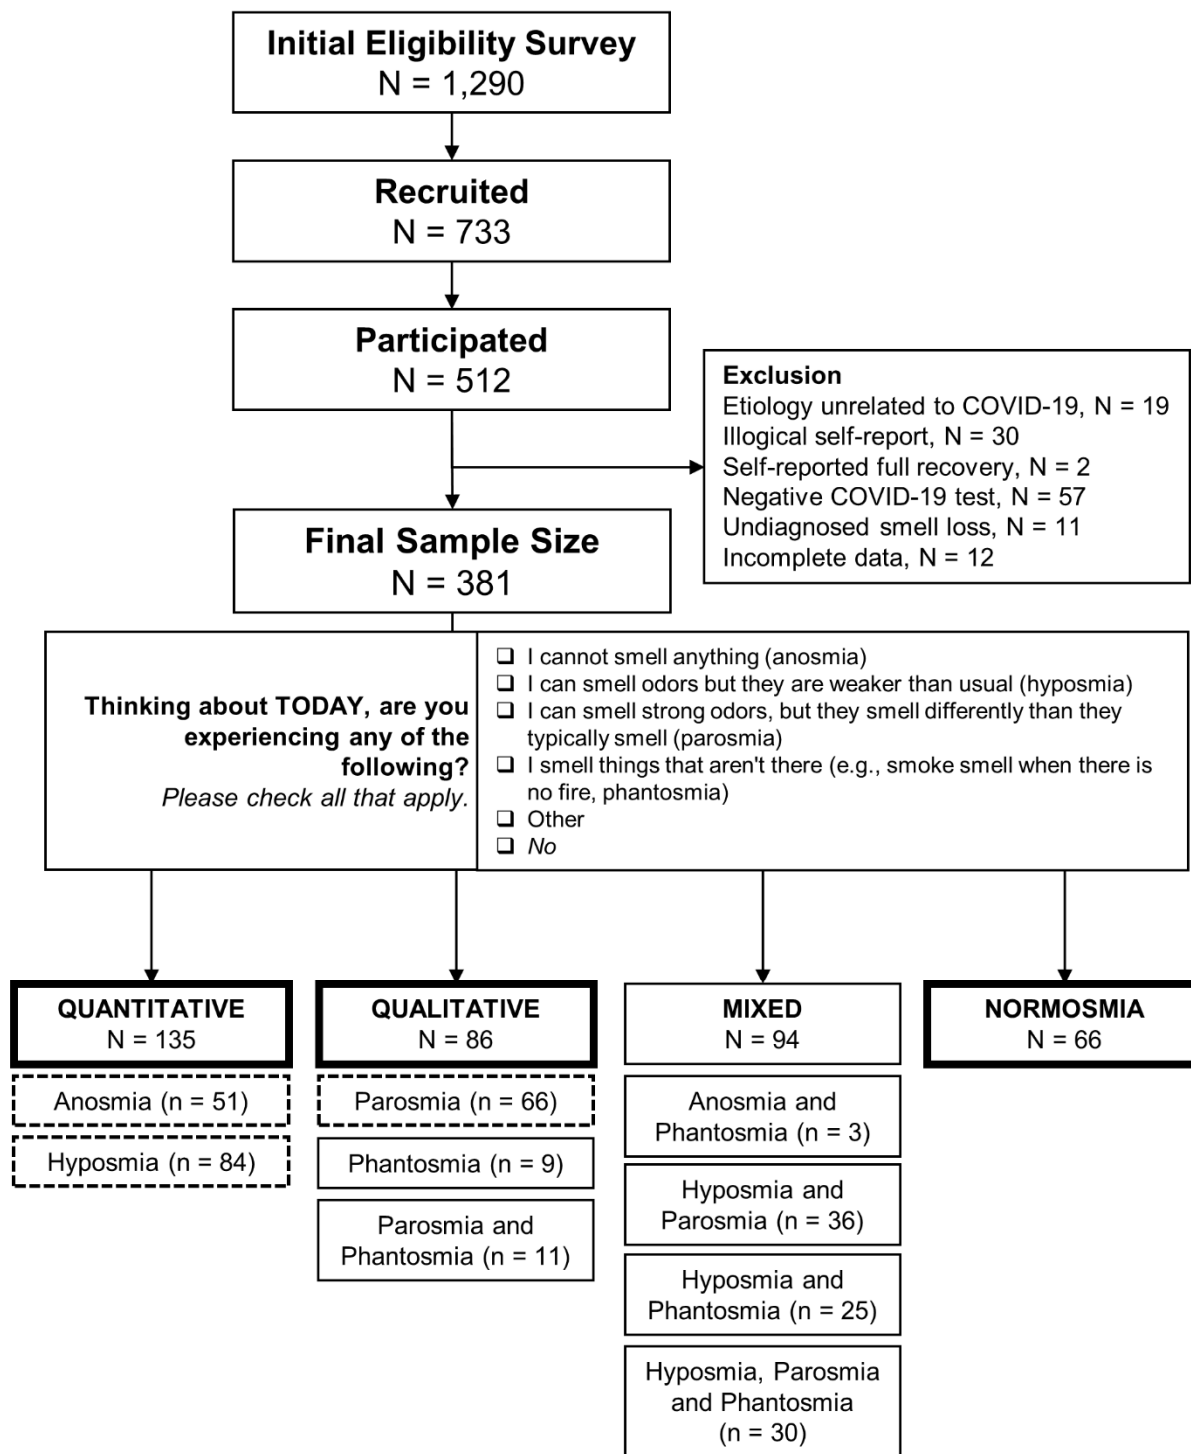 Initial Eligibility Survey
N = 1,290
Recruited
N = 733
Participated
N = 512
Exclusion
Etiology unrelated to COVID-19, N = 19
Illogical self-report, N = 30
Self-reported full recovery, N = 2
Negative COVID-19 test, N = 57
Undiagnosed smell loss, N = 11
Incomplete data, N = 12
Final Sample Size
N = 381
Thinking about TODAY, are you
experiencing any of the
following?
Please check all that apply.
❑ I cannot smell anything (anosmia)
❑ I can smell odors but they are weaker than usual (hyposmia)
❑ I can smell strong odors, but they smell differently than they
typically smell (parosmia)
❑ I smell things that aren't there (e.g., smoke smell when there is
no fire, phantosmia)
❑ Other
❑ No
QUANTITATIVE
N = 135
Anosmia (n = 51)
Hyposmia (n = 84)
QUALITATIVE
N = 86
Parosmia (n = 66)
Phantosmia (n = 9)
Parosmia and
Phantosmia (n = 11)
MIXED
N = 94
Anosmia and
Phantosmia (n = 3)
Hyposmia and
Parosmia (n = 36)
Hyposmia and
Phantosmia (n = 25)
Hyposmia, Parosmia
and Phantosmia
(n = 30)
NORMOSMIA
N = 66